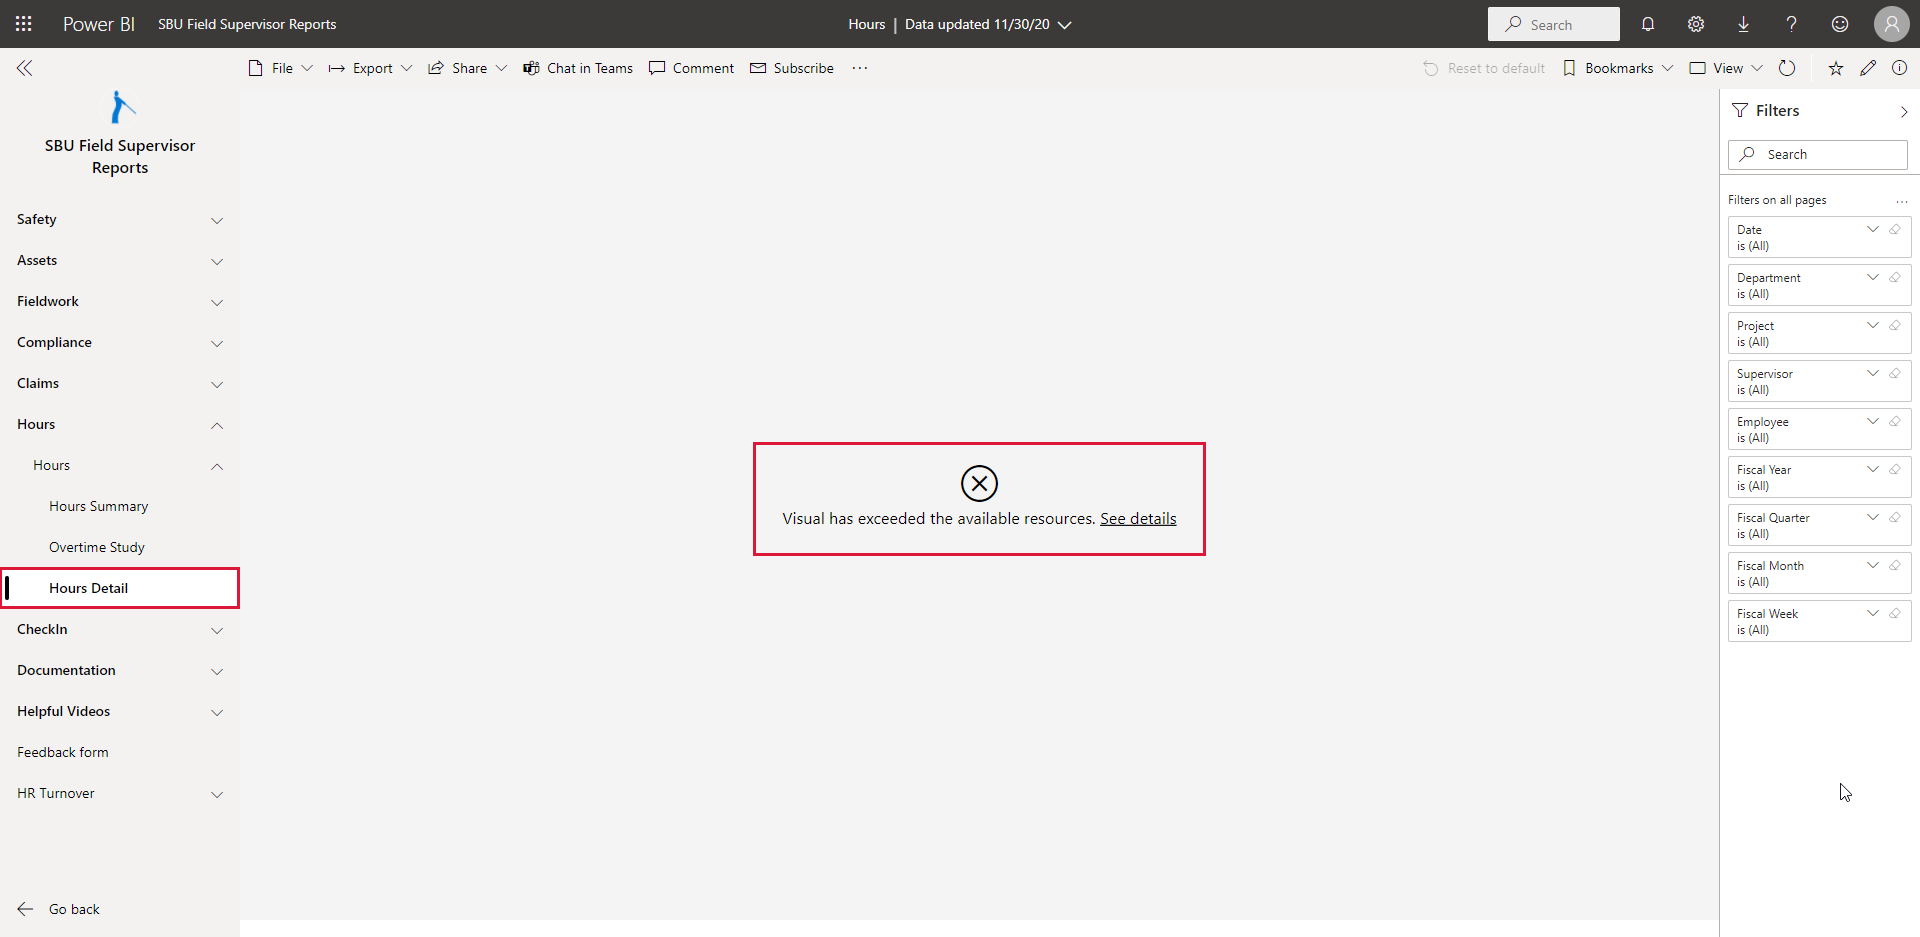 Power BI
SBU Field Supervisor Reports
Hours | Data updated 11/30/20
Search
File
Export
Share
Chat in Teams
Comment
Subscribe
...
Reset to default
Bookmarks
View
SBU Field Supervisor
Reports
Safety
Assets
Fieldwork
Compliance
Claims
Hours
Hours
Hours Summary
Overtime Study
Hours Detail
CheckIn
Documentation
Helpful Videos
Feedback form
HR Turnover
Go back
Visual has exceeded the available resources. See details
Filters
Search
Filters on all pages
...
Date
is (All)
Department
is (All)
Project
is (All)
Supervisor
is (All)
Employee
is (All)
Fiscal Year
is (All)
Fiscal Quarter
is (All)
Fiscal Month
is (All)
Fiscal Week
is (All)